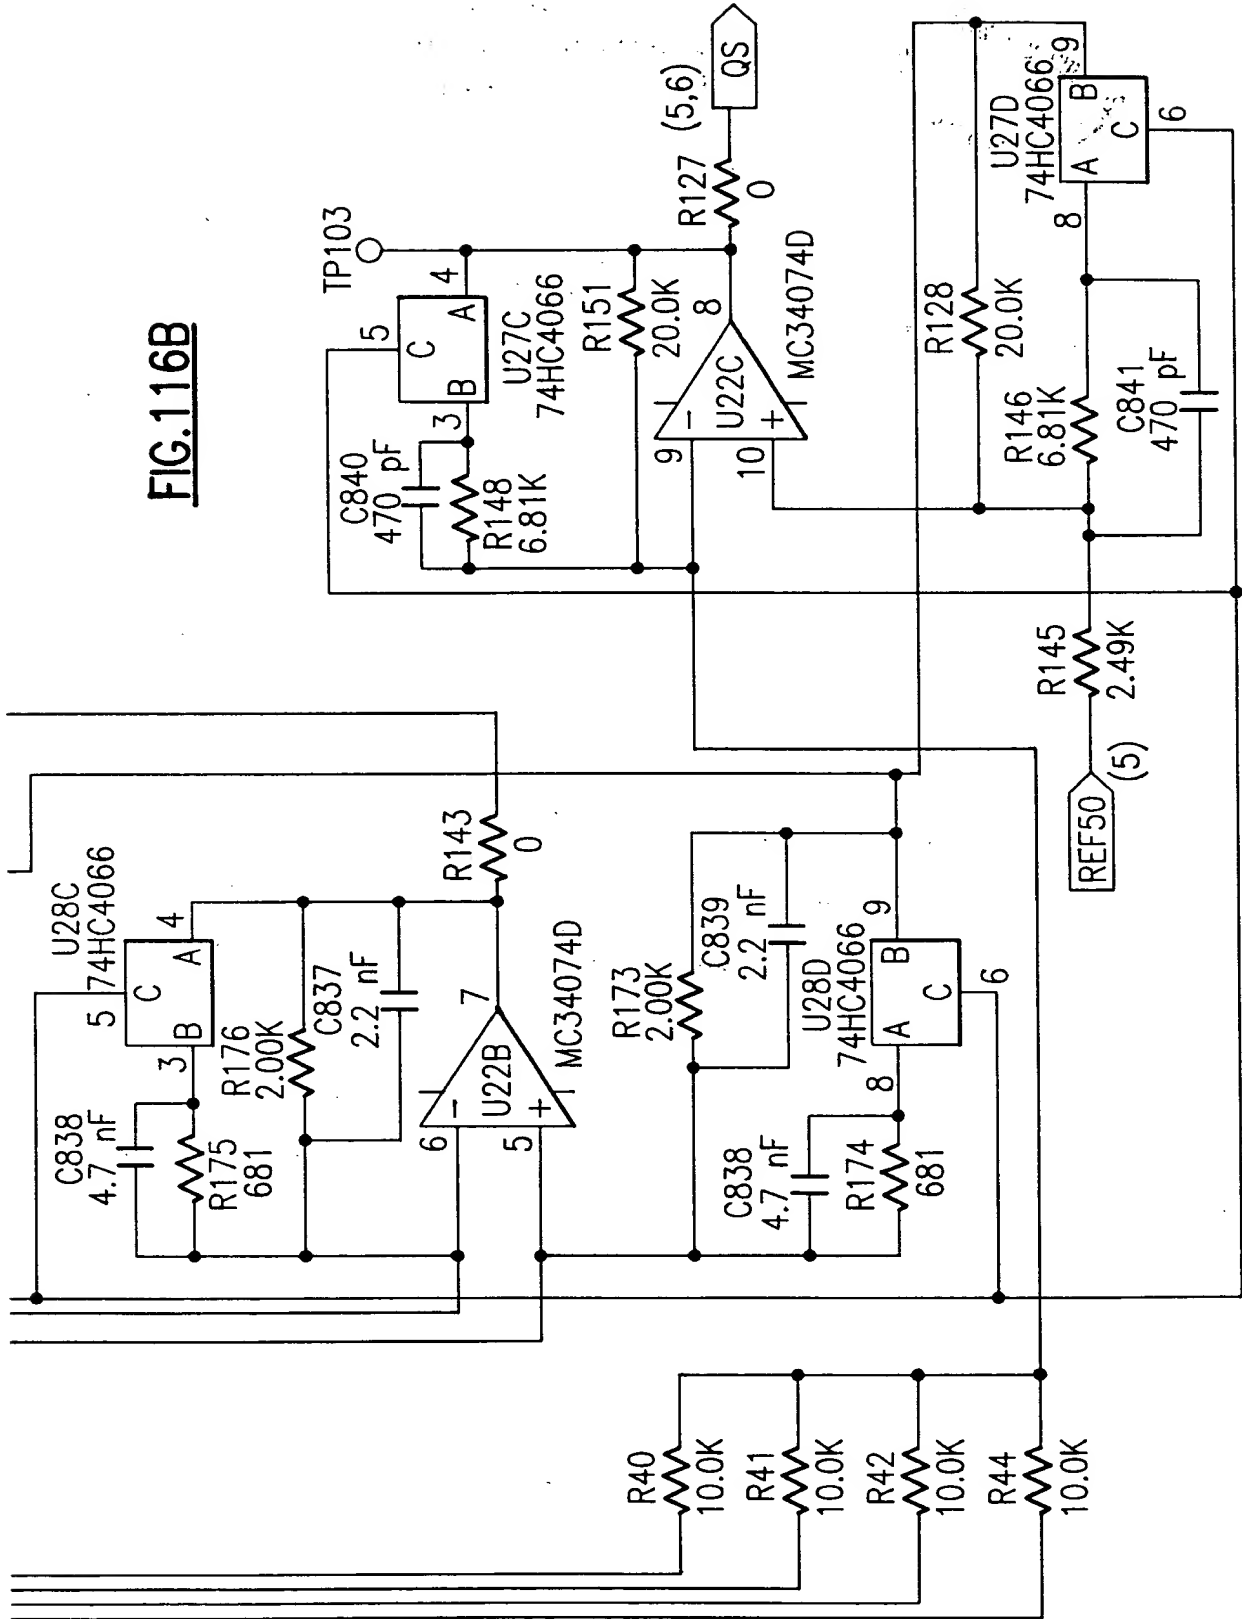 FIG.116B
TP103
5
C
A
B
4
3
U27C
74HC4066
C840
470 pF
R148
6.81K
R151
20.0K
9
10
-
+
U22C
8
MC34074D
R127
0
(5,6)
QS
R128
20.0K
U27D
74HC4066
9
B
A
C
8
6
R146
6.81K
C841
470 pF
R145
2.49K
REF50
(5)
U28C
74HC4066
5
C
A
B
4
3
C838
4.7 nF
R175
681
R176
2.00K
C837
2.2 nF
6
5
-
+
U22B
7
MC34074D
R143
0
R173
2.00K
C839
2.2 nF
U28D
74HC4066
9
B
A
C
8
6
C838
4.7 nF
R174
681
R40
10.0K
R41
10.0K
R42
10.0K
R44
10.0K